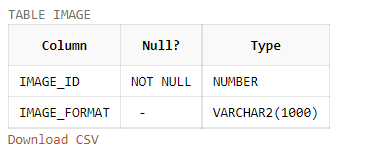 TABLE IMAGE
Column Null? Type
IMAGE_ID NOT NULL NUMBER
IMAGE_FORMAT - VARCHAR2(1000)
Download CSV